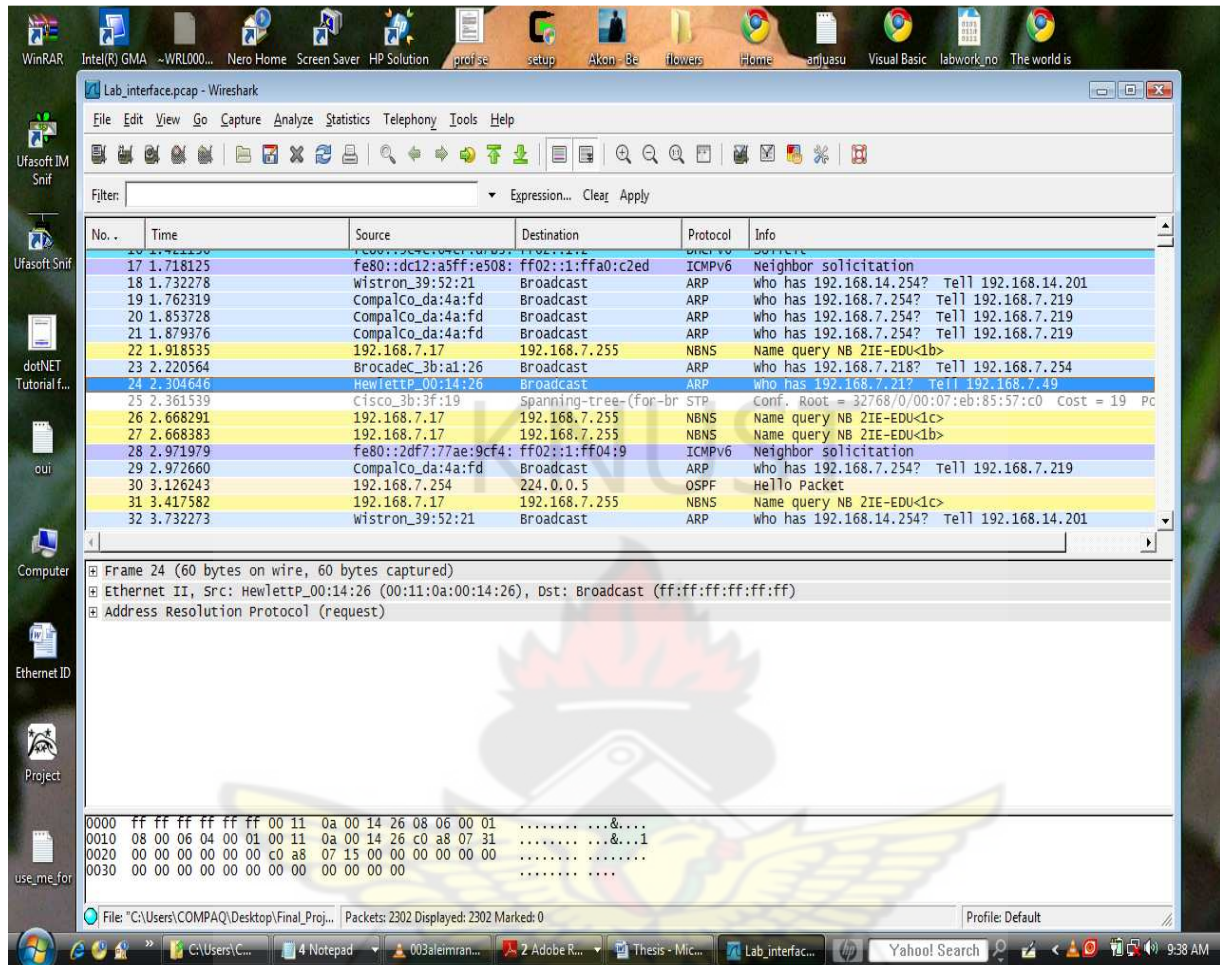 WinRAR
Intel(R) GMA
~WRL000...
Nero Home
Screen Saver
HP Solution
prof se
setup
Akon - Be
flowers
Home
anjuasu
Visual Basic
labwork_no
The world is
Ufasoft IM Snif
Ufasoft Snif
dotNET Tutorial f...
oui
Computer
Ethernet ID
Project
use_me_for
Lab_interface.pcap - Wireshark
File Edit View Go Capture Analyze Statistics Telephony Tools Help
Filter: Expression... Clear Apply
No. . Time Source Destination Protocol Info
17 1.718125 fe80::dc12:a5ff:e508: ff02::1:ffa0:c2ed ICMPv6 Neighbor solicitation
18 1.732278 Wistron_39:52:21 Broadcast ARP Who has 192.168.14.254? Tell 192.168.14.201
19 1.762319 CompalCo_da:4a:fd Broadcast ARP Who has 192.168.7.254? Tell 192.168.7.219
20 1.853728 CompalCo_da:4a:fd Broadcast ARP Who has 192.168.7.254? Tell 192.168.7.219
21 1.879376 CompalCo_da:4a:fd Broadcast ARP Who has 192.168.7.254? Tell 192.168.7.219
22 1.918535 192.168.7.17 192.168.7.255 NBNS Name query NB 2IE-EDU<1b>
23 2.220564 BrocadeC_3b:a1:26 Broadcast ARP Who has 192.168.7.218? Tell 192.168.7.254
24 2.304646 HewlettP_00:14:26 Broadcast ARP Who has 192.168.7.21? Tell 192.168.7.49
25 2.361539 Cisco_3b:3f:19 Spanning-tree-(for-br STP Conf. Root = 32768/0/00:07:eb:85:57:c0 Cost = 19 Po
26 2.668291 192.168.7.17 192.168.7.255 NBNS Name query NB 2IE-EDU<1c>
27 2.668383 192.168.7.17 192.168.7.255 NBNS Name query NB 2IE-EDU<1b>
28 2.971979 fe80::2df7:77ae:9cf4: ff02::1:ff04:9 ICMPv6 Neighbor solicitation
29 2.972660 CompalCo_da:4a:fd Broadcast ARP Who has 192.168.7.254? Tell 192.168.7.219
30 3.126243 192.168.7.254 224.0.0.5 OSPF Hello Packet
31 3.417582 192.168.7.17 192.168.7.255 NBNS Name query NB 2IE-EDU<1c>
32 3.732273 Wistron_39:52:21 Broadcast ARP Who has 192.168.14.254? Tell 192.168.14.201
KNUST
Frame 24 (60 bytes on wire, 60 bytes captured)
Ethernet II, Src: HewlettP_00:14:26 (00:11:0a:00:14:26), Dst: Broadcast (ff:ff:ff:ff:ff:ff)
Address Resolution Protocol (request)
0000 ff ff ff ff ff ff 00 11 0a 00 14 26 08 06 00 01 ........ ...&....
0010 08 00 06 04 00 01 00 11 0a 00 14 26 c0 a8 07 31 ........ ...&...1
0020 00 00 00 00 00 00 c0 a8 07 15 00 00 00 00 00 00 ........ ........
0030 00 00 00 00 00 00 00 00 00 00 00 00 ........ ....
File: "C:\Users\COMPAQ\Desktop\Final_Proj... Packets: 2302 Displayed: 2302 Marked: 0 Profile: Default
C:\Users\C... 4 Notepad 003aleimran... 2 Adobe R... Thesis - Mic... Lab_interfac... Yahoo! Search 9:38 AM